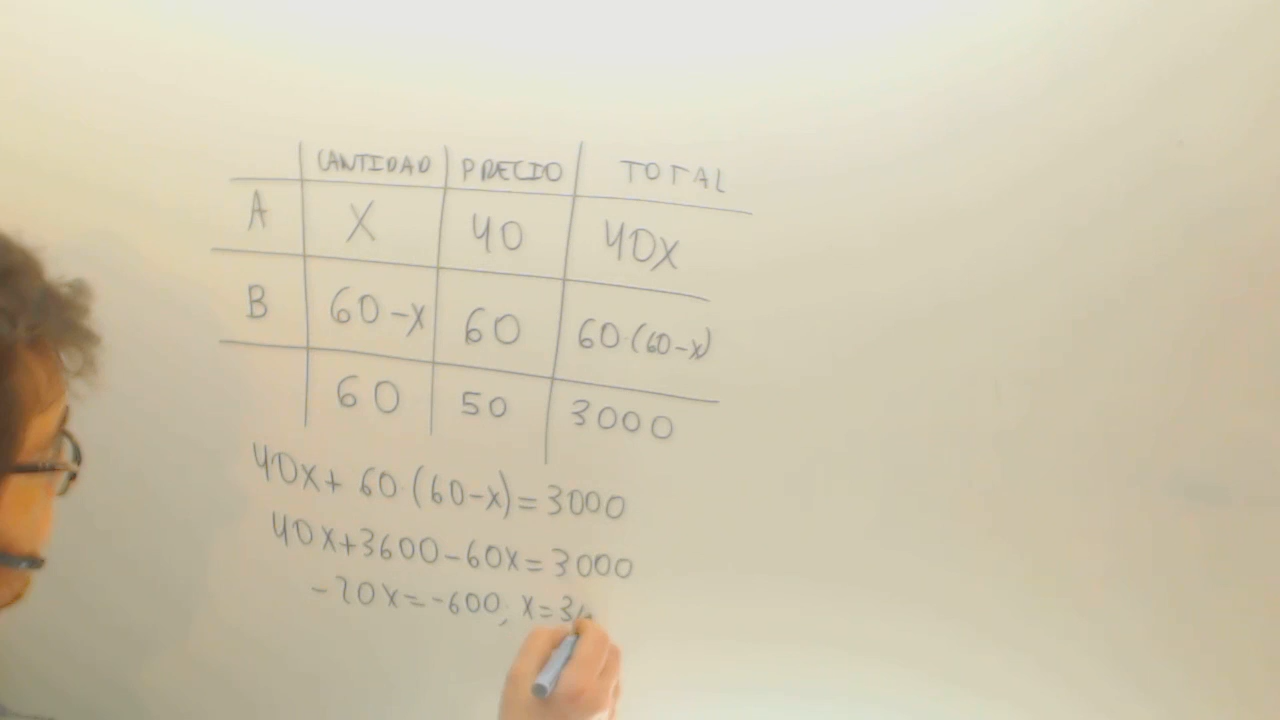 CANTIDAD PRECIO TOTAL
A X 40 40X
B 60-X 60 60·(60-X)
60 50 3000
40X+60·(60-X)=3000
40X+3600-60X=3000
-20X=-600, X=3